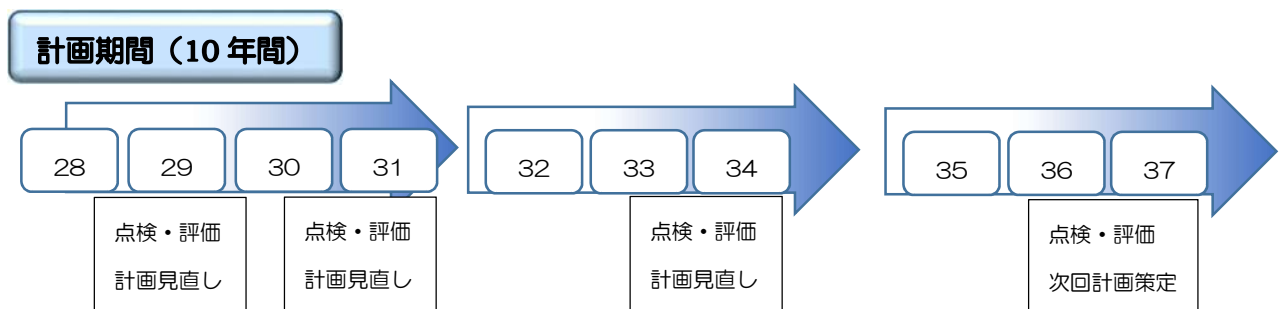 計画期間（10 年間）
28 29 30 31 32 33 34 35 36 37
点検・評価 点検・評価 点検・評価 点検・評価
計画見直し 計画見直し 計画見直し 次回計画策定